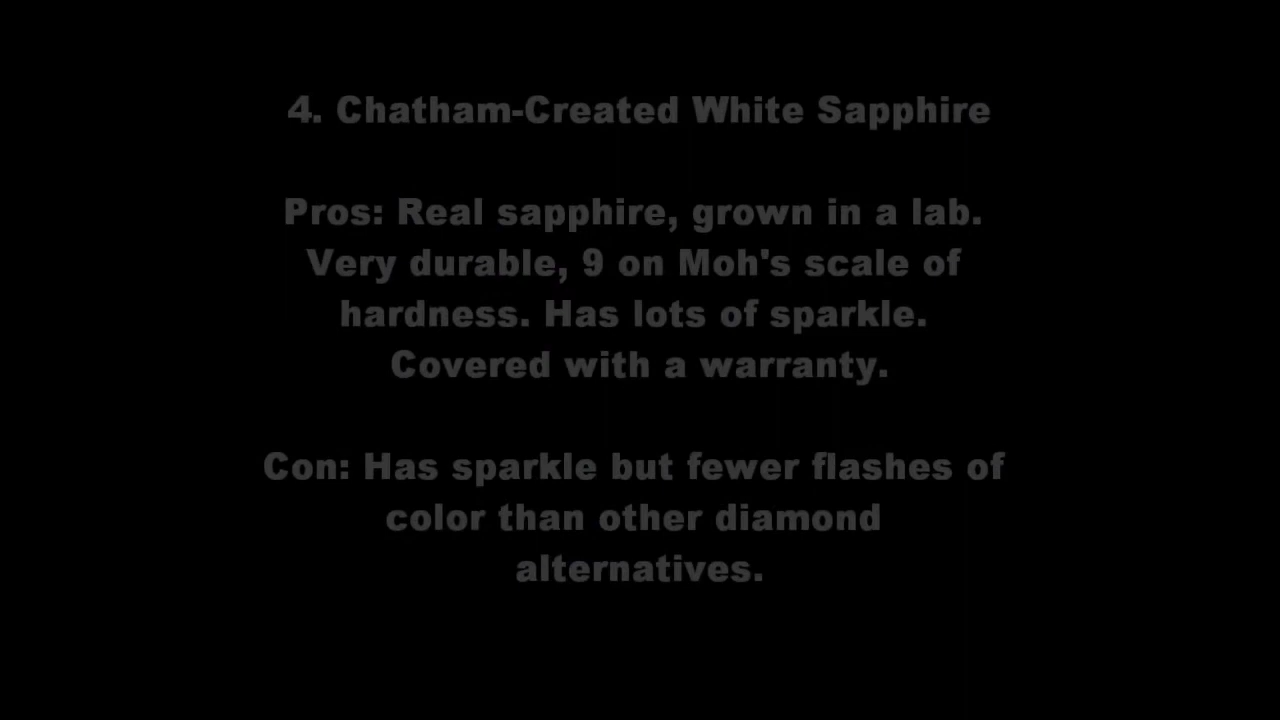 4. Chatham-Created White Sapphire
Pros: Real sapphire, grown in a lab.
Very durable, 9 on Moh's scale of
hardness. Has lots of sparkle.
Covered with a warranty.
Con: Has sparkle but fewer flashes of
color than other diamond
alternatives.